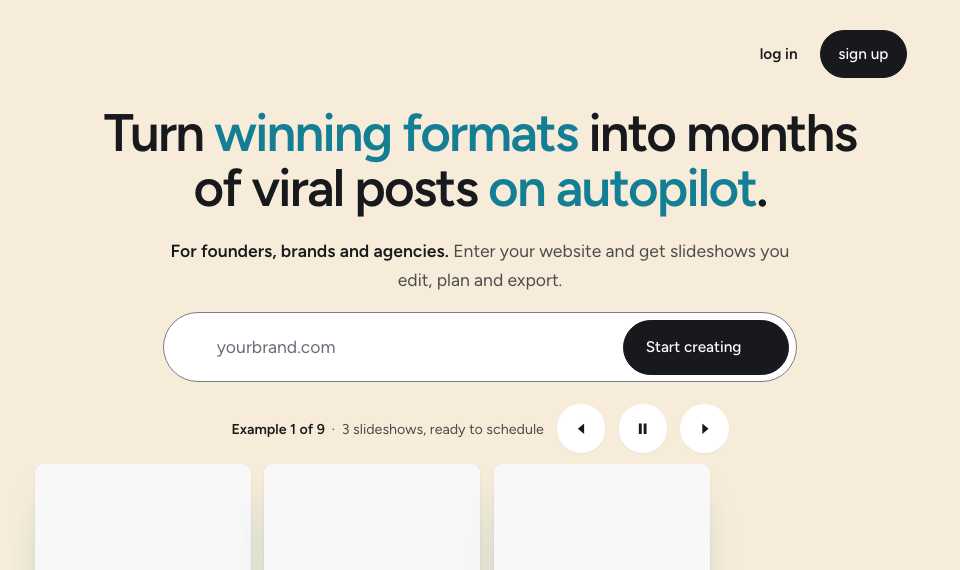 log in
sign up
Turn winning formats into months
of viral posts on autopilot.
For founders, brands and agencies. Enter your website and get slideshows you
edit, plan and export.
yourbrand.com
Start creating
Example 1 of 9 · 3 slideshows, ready to schedule